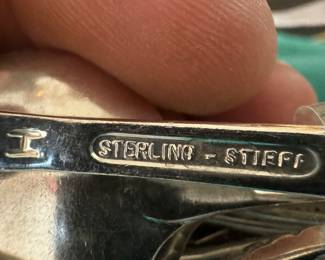 H STERLING - STIEFF